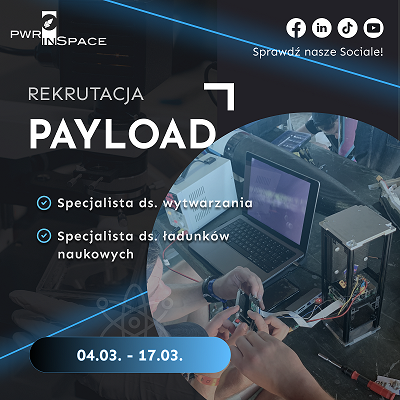 PWR
INSPACE
Sprawdź nasze Sociale!
REKRUTACJA
PAYLOAD
Specjalista ds. wytwarzania
Specjalista ds. ładunków
naukowych
04.03. - 17.03.